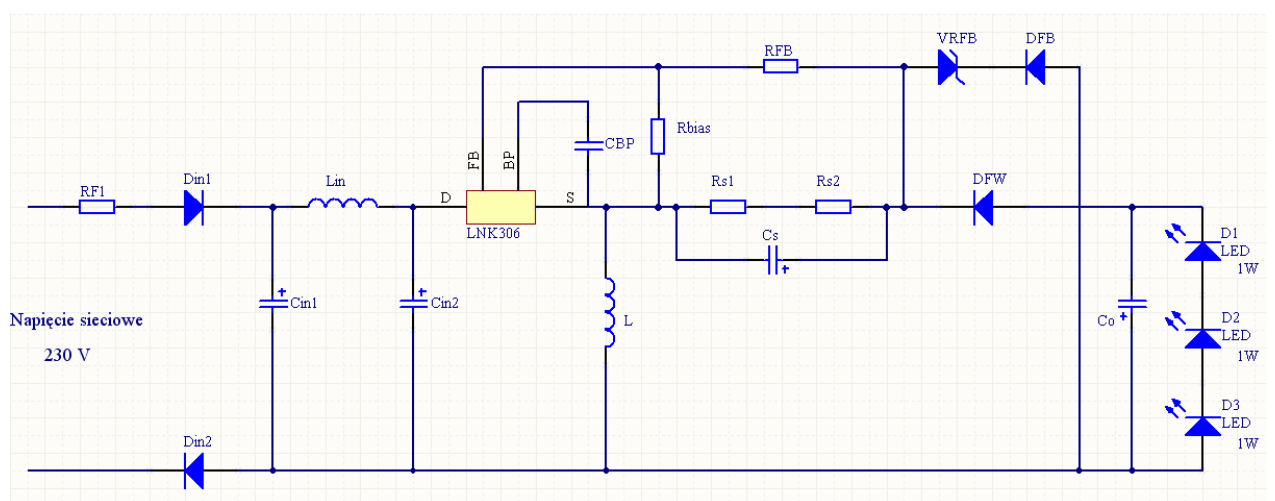 VRFB
DFB
RFB
FB
BP
Rbias
CBP
RF1
Din1
Lin
D
S
Rs1
Rs2
DFW
LNK306
Cs
D1
LED
1W
Cin1
Cin2
L
Co
D2
LED
1W
Napięcie sieciowe
230 V
D3
LED
1W
Din2